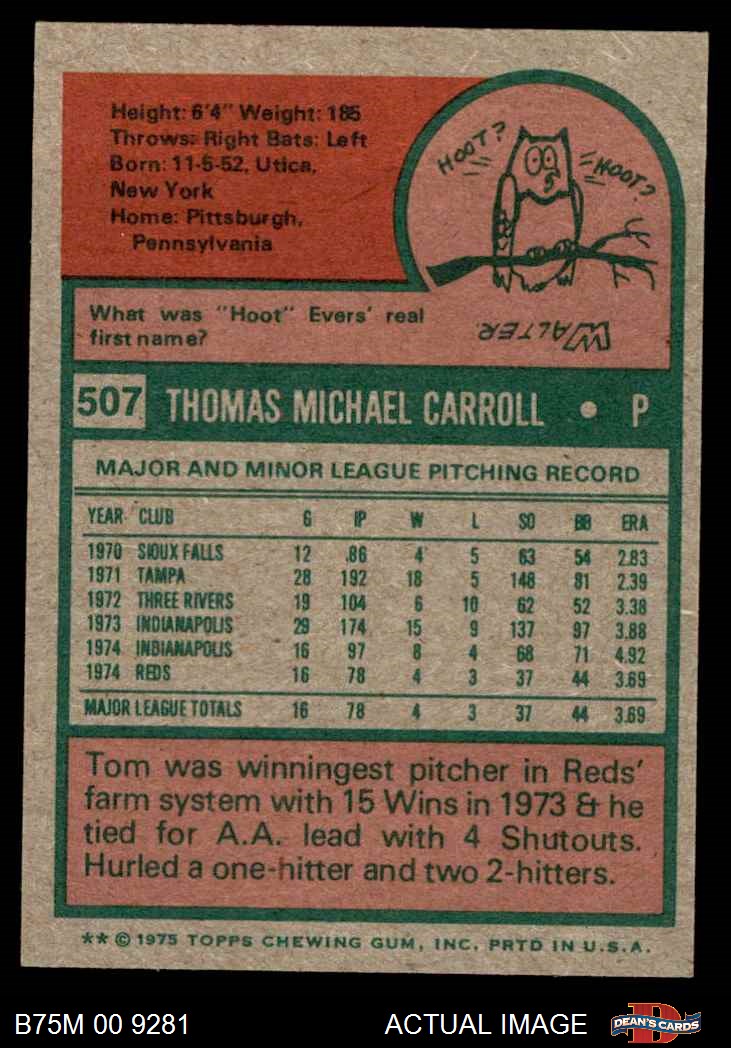 Height: 6'4" Weight: 185
Throws: Right Bats: Left
Born: 11-5-52, Utica,
New York
Home: Pittsburgh,
Pennsylvania
HOOT?
HOOT?
What was "Hoot" Evers' real
first name?
WALTER.
507 THOMAS MICHAEL CARROLL • P
MAJOR AND MINOR LEAGUE PITCHING RECORD
YEAR CLUB G IP W L SO BB ERA
1970 SIOUX FALLS 12 86 4 5 63 54 2.83
1971 TAMPA 28 192 18 5 148 81 2.39
1972 THREE RIVERS 19 104 6 10 62 52 3.38
1973 INDIANAPOLIS 29 174 15 9 137 97 3.88
1974 INDIANAPOLIS 16 97 8 4 68 71 4.92
1974 REDS 16 78 4 3 37 44 3.69
MAJOR LEAGUE TOTALS 16 78 4 3 37 44 3.69
Tom was winningest pitcher in Reds'
farm system with 15 Wins in 1973 & he
tied for A.A. lead with 4 Shutouts.
Hurled a one-hitter and two 2-hitters.
** © 1975 TOPPS CHEWING GUM, INC. PRTD IN U.S.A.
B75M 00 9281 ACTUAL IMAGE DEAN'S CARDS